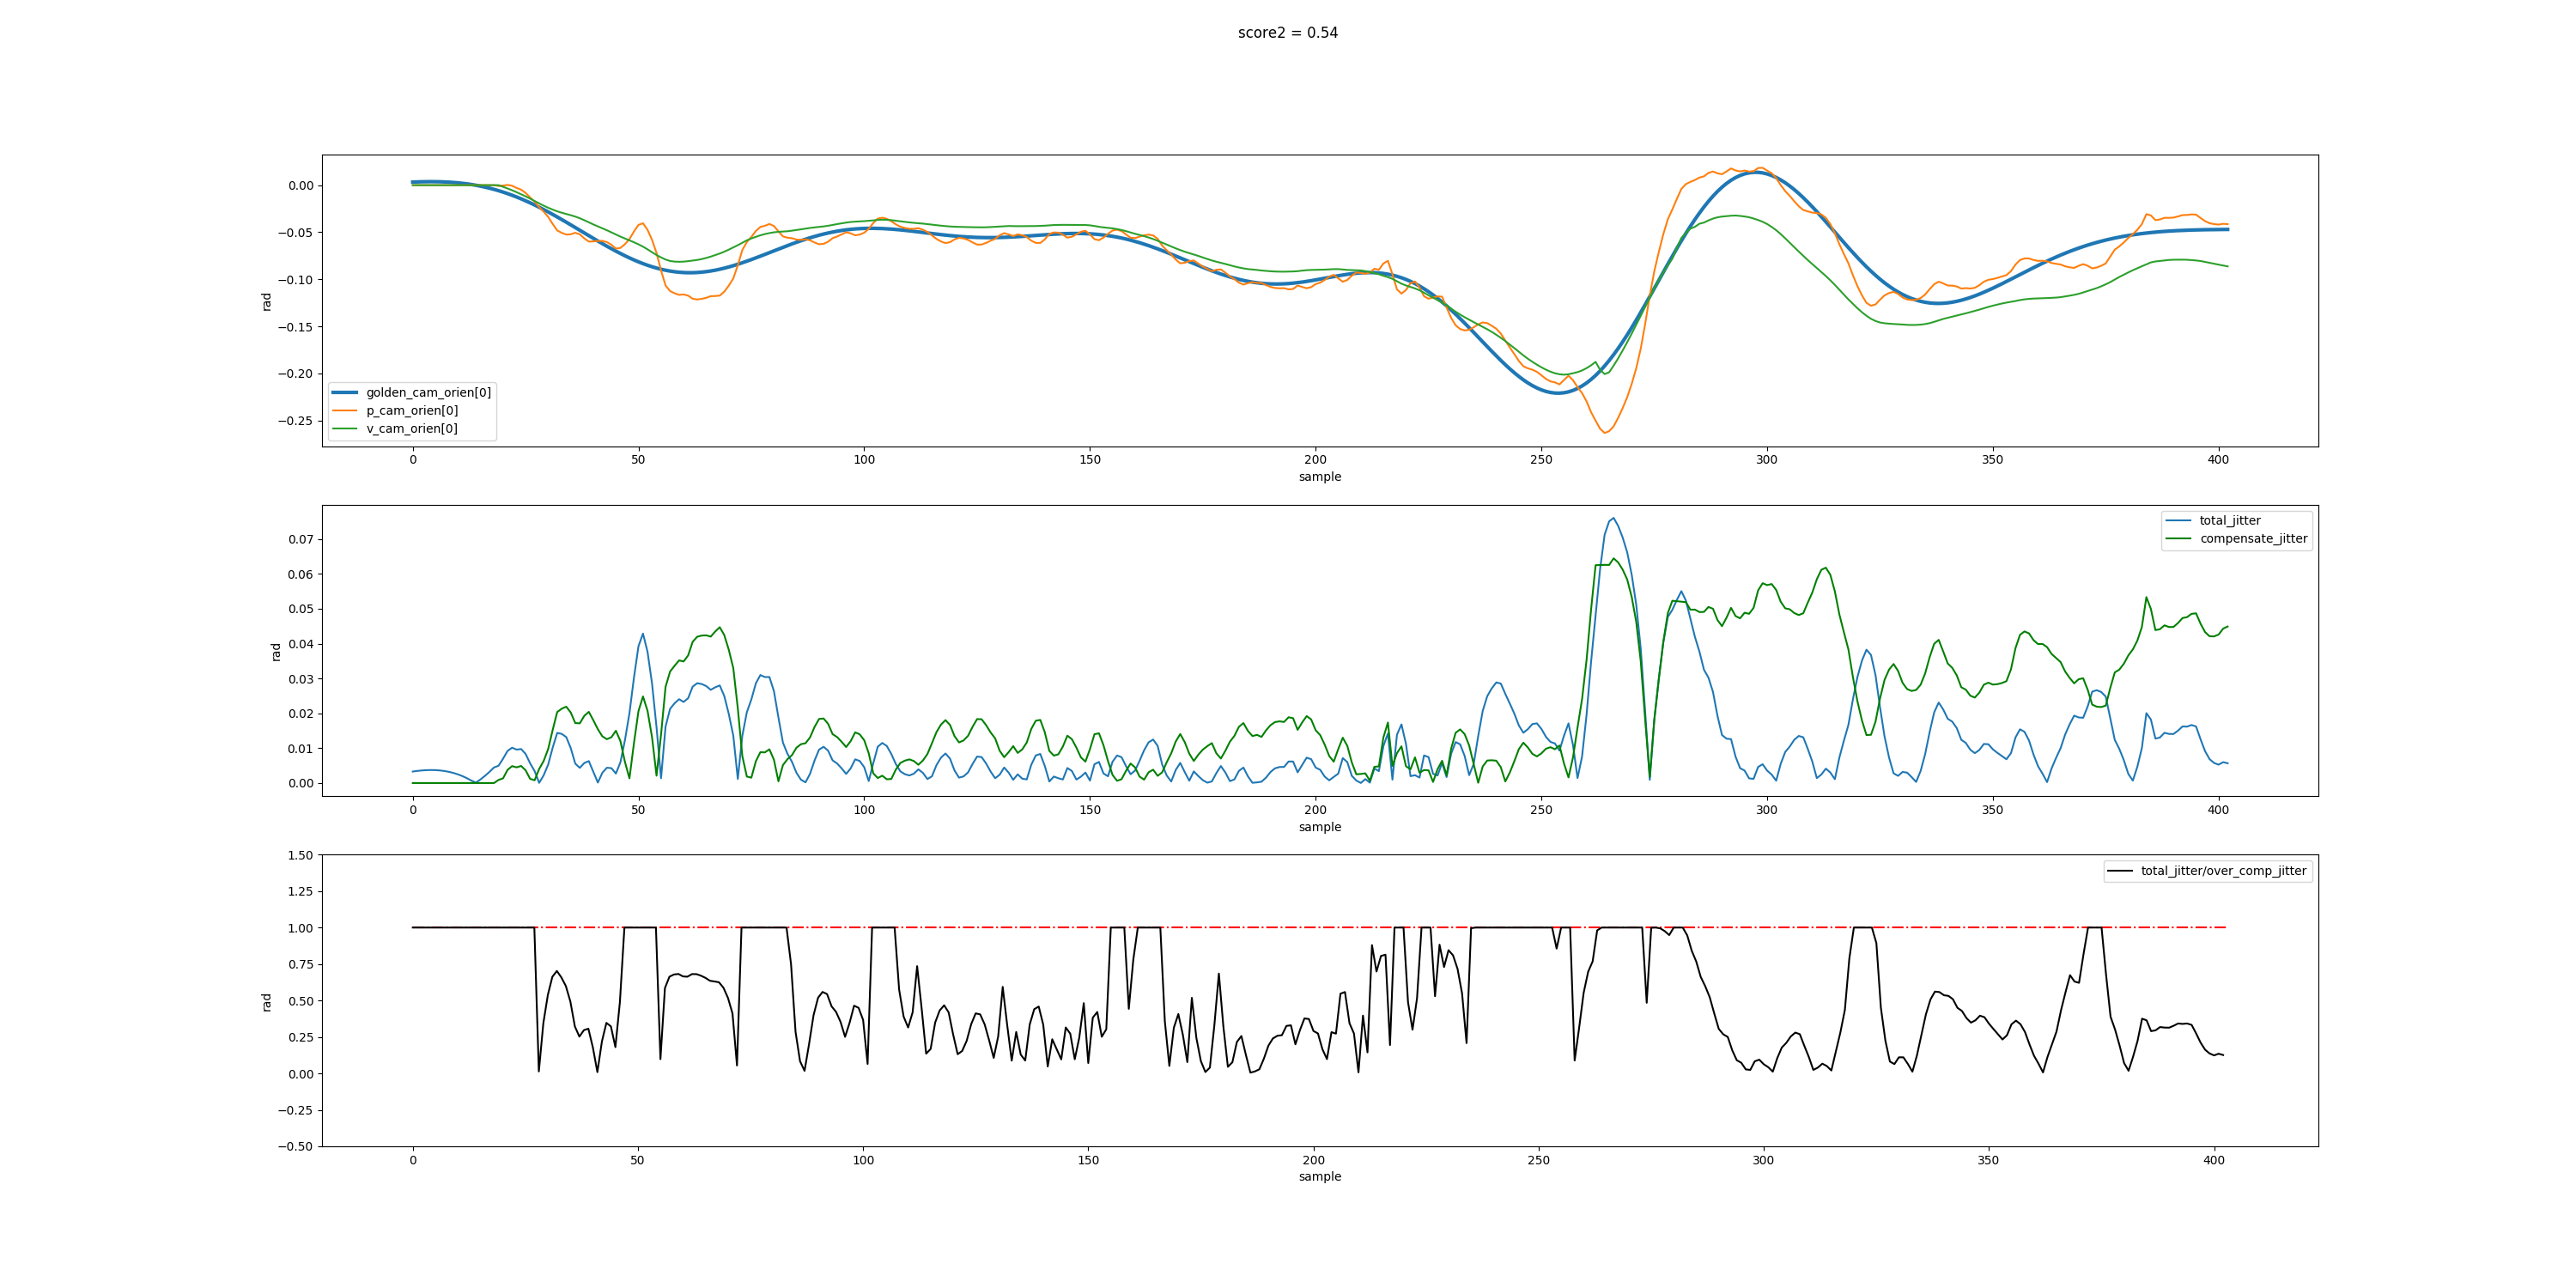 score2 = 0.54
0.00
−0.05
−0.10
−0.15
−0.20
−0.25
rad
golden_cam_orien[0]
p_cam_orien[0]
v_cam_orien[0]
0 50 100 150 200 250 300 350 400
sample
0.07
0.06
0.05
0.04
0.03
0.02
0.01
0.00
rad
total_jitter
compensate_jitter
0 50 100 150 200 250 300 350 400
sample
1.50
1.25
1.00
0.75
0.50
0.25
0.00
−0.25
−0.50
rad
total_jitter/over_comp_jitter
0 50 100 150 200 250 300 350 400
sample